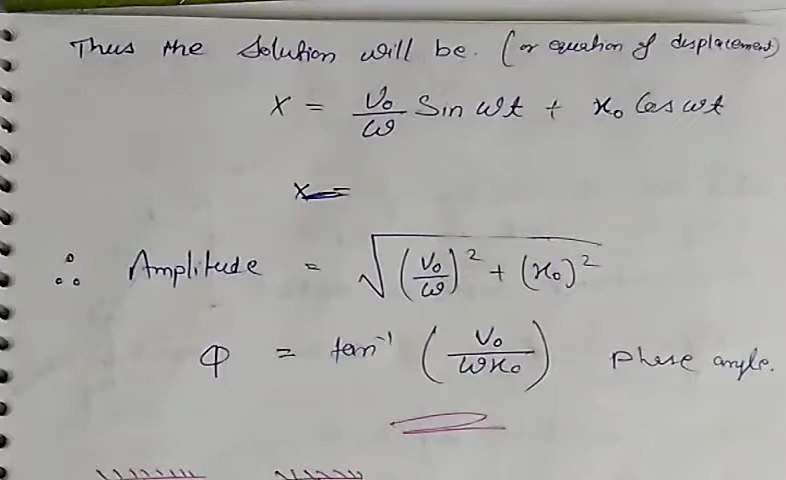 Thus the Solution will be. (or equation of displacement)
x = v₀/ω Sin ωt + x₀ Cos ωt
x =
∴ Amplitude = √((v₀/ω)² + (x₀)²)
φ = tan⁻¹ (v₀/ωx₀) Phase angle.